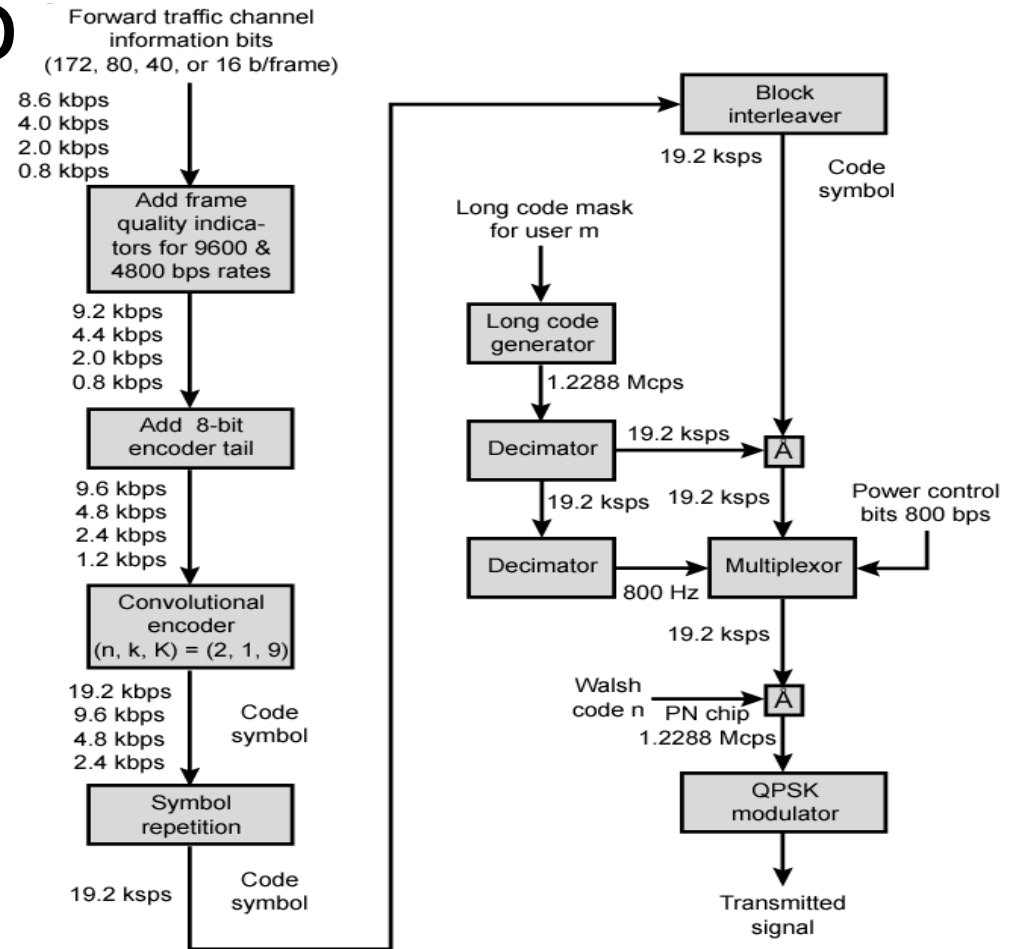 Forward traffic channel
information bits
(172, 80, 40, or 16 b/frame)
8.6 kbps
4.0 kbps
2.0 kbps
0.8 kbps
Add frame
quality indica-
tors for 9600 &
4800 bps rates
9.2 kbps
4.4 kbps
2.0 kbps
0.8 kbps
Add 8-bit
encoder tail
9.6 kbps
4.8 kbps
2.4 kbps
1.2 kbps
Convolutional
encoder
(n, k, K) = (2, 1, 9)
19.2 kbps
9.6 kbps
4.8 kbps
2.4 kbps
Code
symbol
Symbol
repetition
19.2 ksps
Code
symbol
Block
interleaver
19.2 ksps
Code
symbol
Long code mask
for user m
Long code
generator
1.2288 Mcps
Decimator
19.2 ksps
Å
19.2 ksps
19.2 ksps
Power control
bits 800 bps
Decimator
800 Hz
Multiplexor
19.2 ksps
Walsh
code n
Å
PN chip
1.2288 Mcps
QPSK
modulator
Transmitted
signal